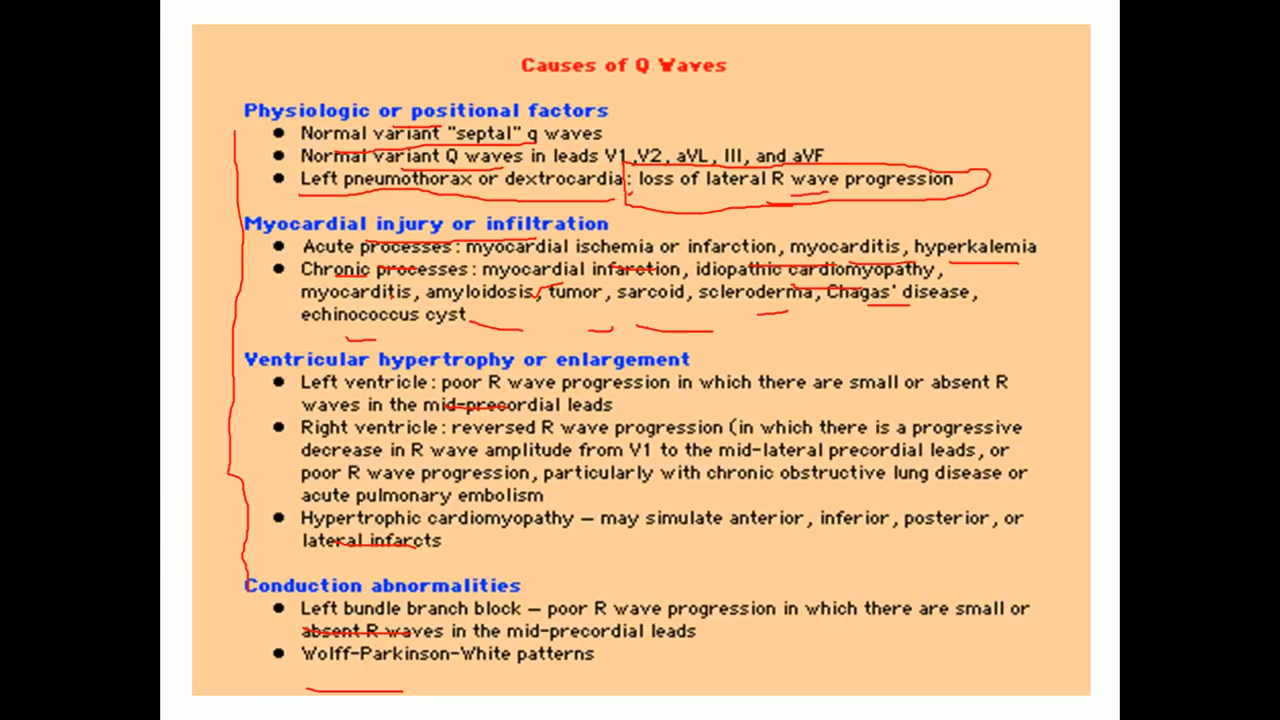 Causes of Q Waves
Physiologic or positional factors
● Normal variant "septal" q waves
● Normal variant Q waves in leads V1,V2, aVL, III, and aVF
● Left pneumothorax or dextrocardia: loss of lateral R wave progression
Myocardial injury or infiltration
● Acute processes: myocardial ischemia or infarction, myocarditis, hyperkalemia
● Chronic processes: myocardial infarction, idiopathic cardiomyopathy,
myocarditis, amyloidosis, tumor, sarcoid, scleroderma, Chagas' disease,
echinococcus cyst
Ventricular hypertrophy or enlargement
● Left ventricle: poor R wave progression in which there are small or absent R
waves in the mid-precordial leads
● Right ventricle: reversed R wave progression (in which there is a progressive
decrease in R wave amplitude from V1 to the mid-lateral precordial leads, or
poor R wave progression, particularly with chronic obstructive lung disease or
acute pulmonary embolism
● Hypertrophic cardiomyopathy – may simulate anterior, inferior, posterior, or
lateral infarcts
Conduction abnormalities
● Left bundle branch block – poor R wave progression in which there are small or
absent R waves in the mid-precordial leads
● Wolff-Parkinson-White patterns